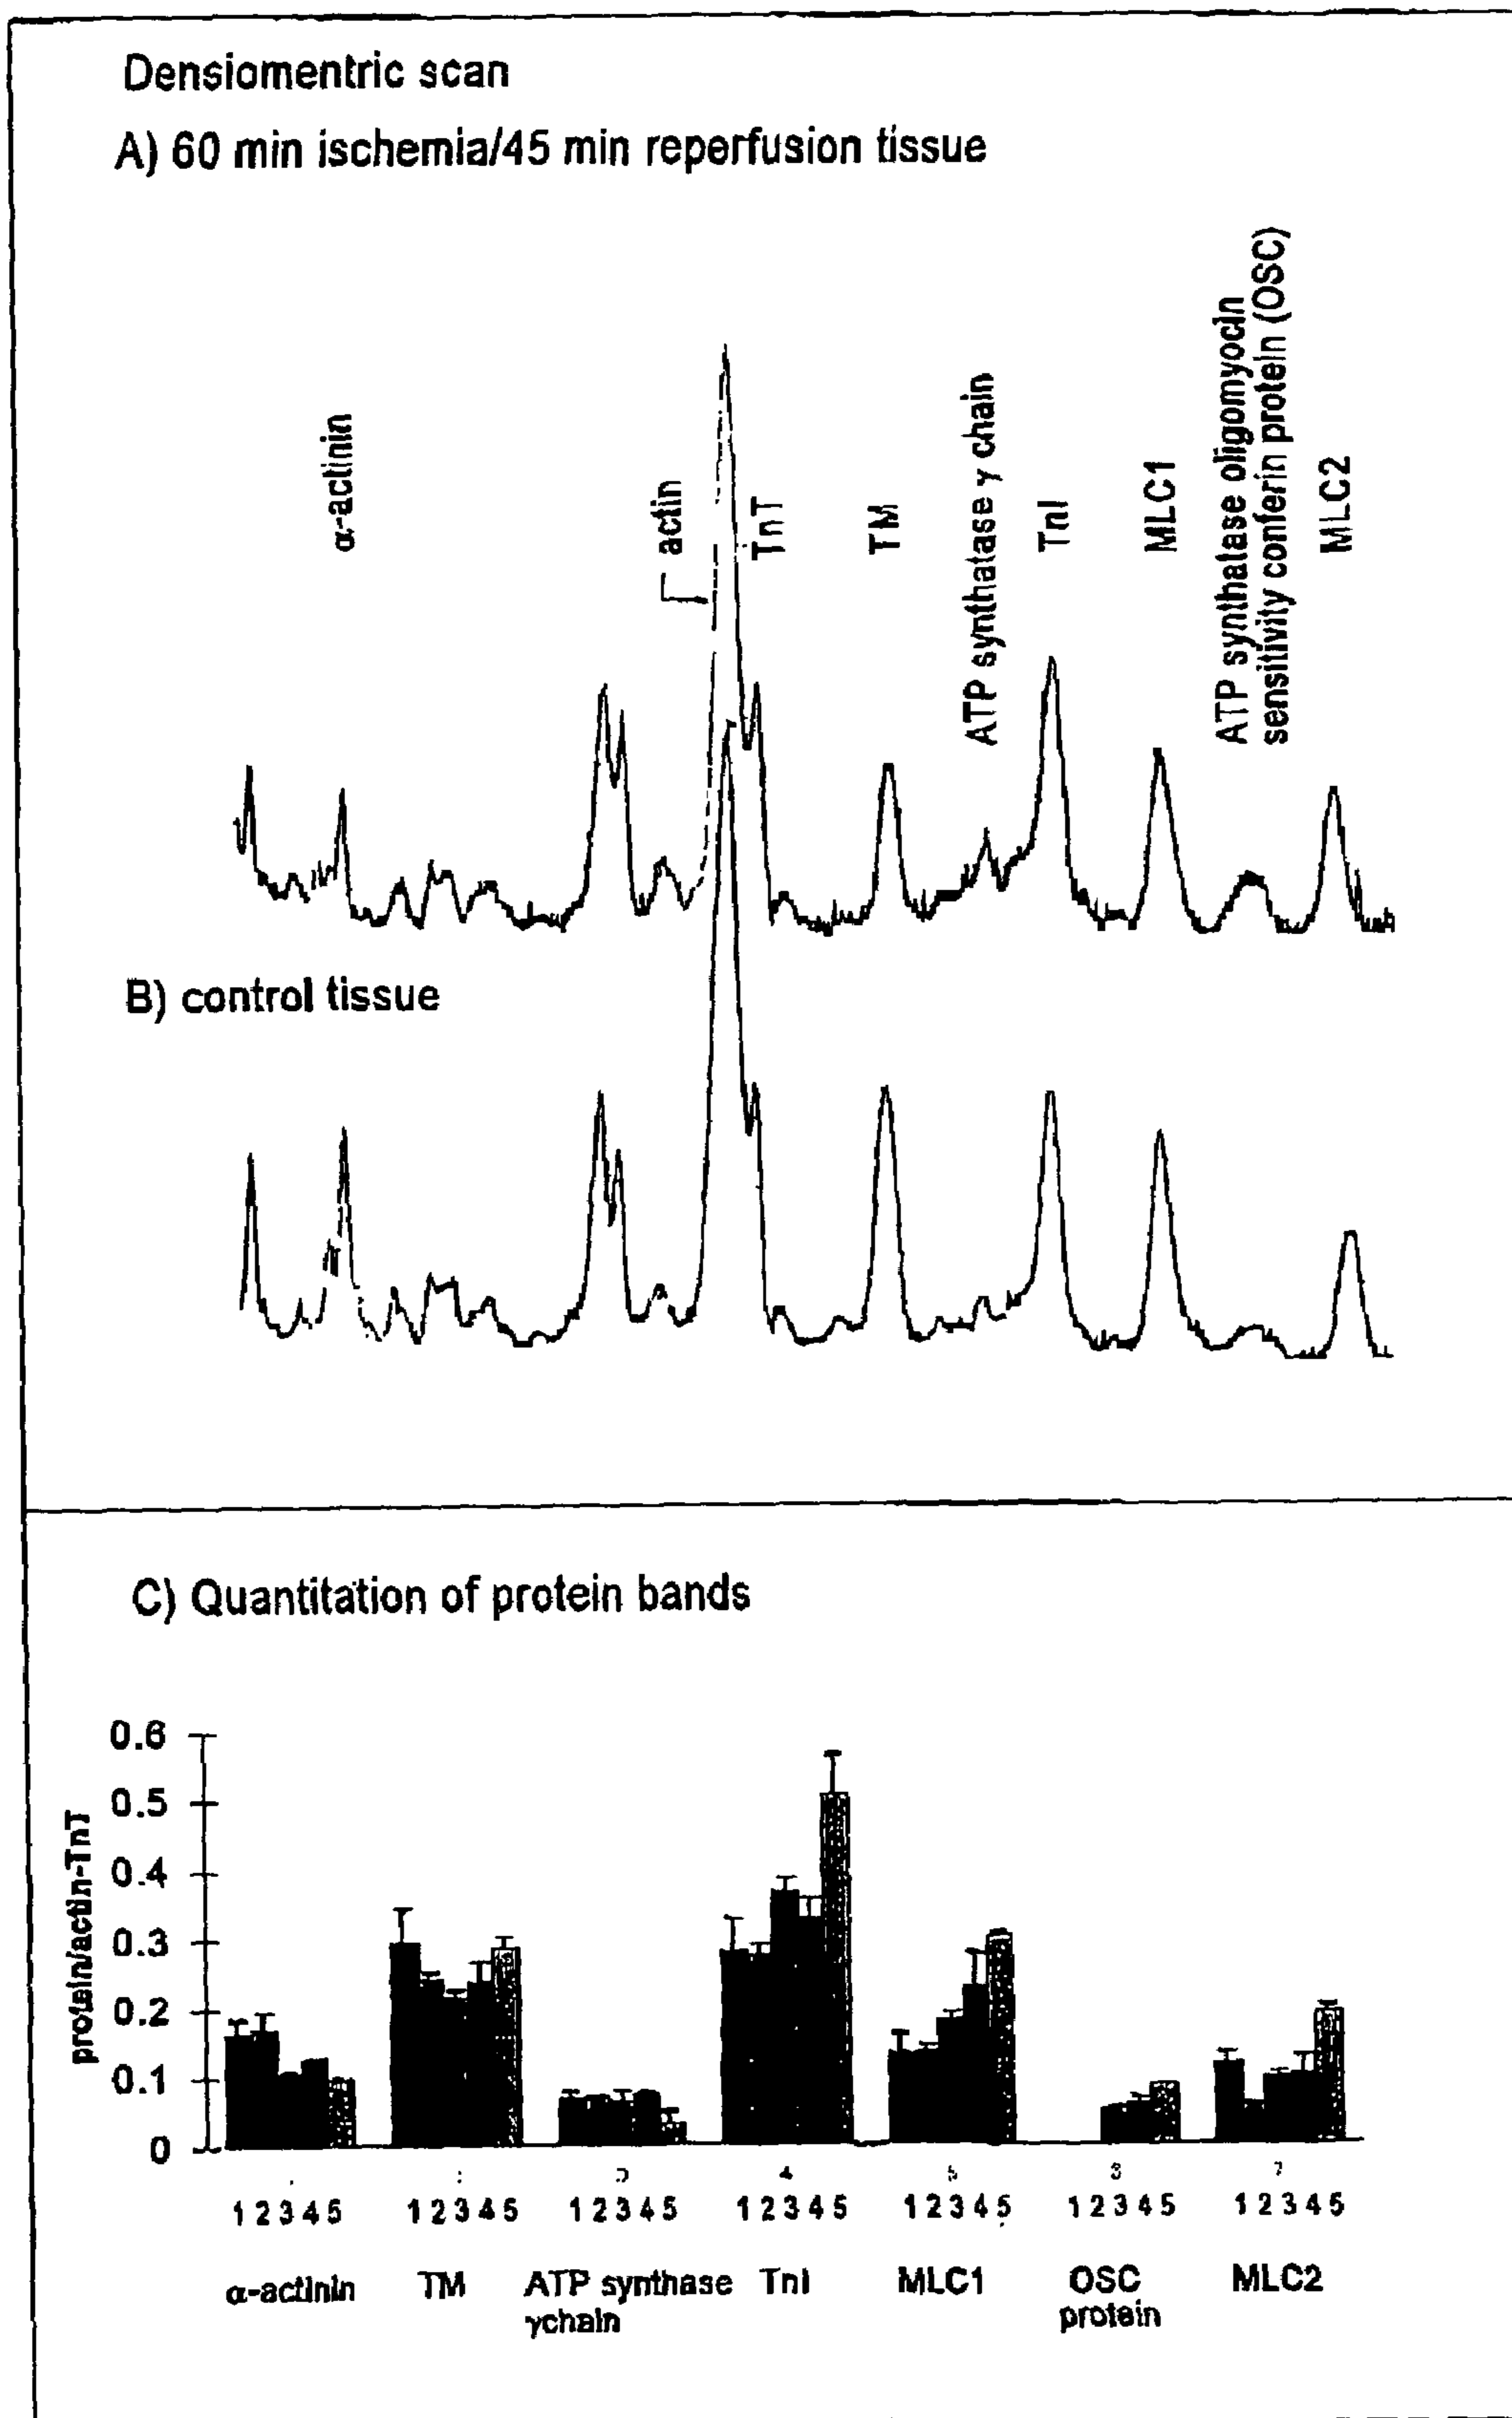 Densiomentric scan
A) 60 min ischemia/45 min reperfusion tissue
α-actinin
actin
TnT
TM
ATP synthatase γ chain
TnI
MLC1
ATP synthatase oligomyocin
sensitivity conferin protein (OSC)
MLC2
B) control tissue
C) Quantitation of protein bands
protein/actin-TnT
0.6
0.5
0.4
0.3
0.2
0.1
0
4
5
7
1 2 3 4 5
1 2 3 4 5
1 2 3 4 5
1 2 3 4 5
1 2 3 4 5
1 2 3 4 5
1 2 3 4 5
α-actinin
TM
ATP synthase
γchain
TnI
MLC1
OSC
protein
MLC2